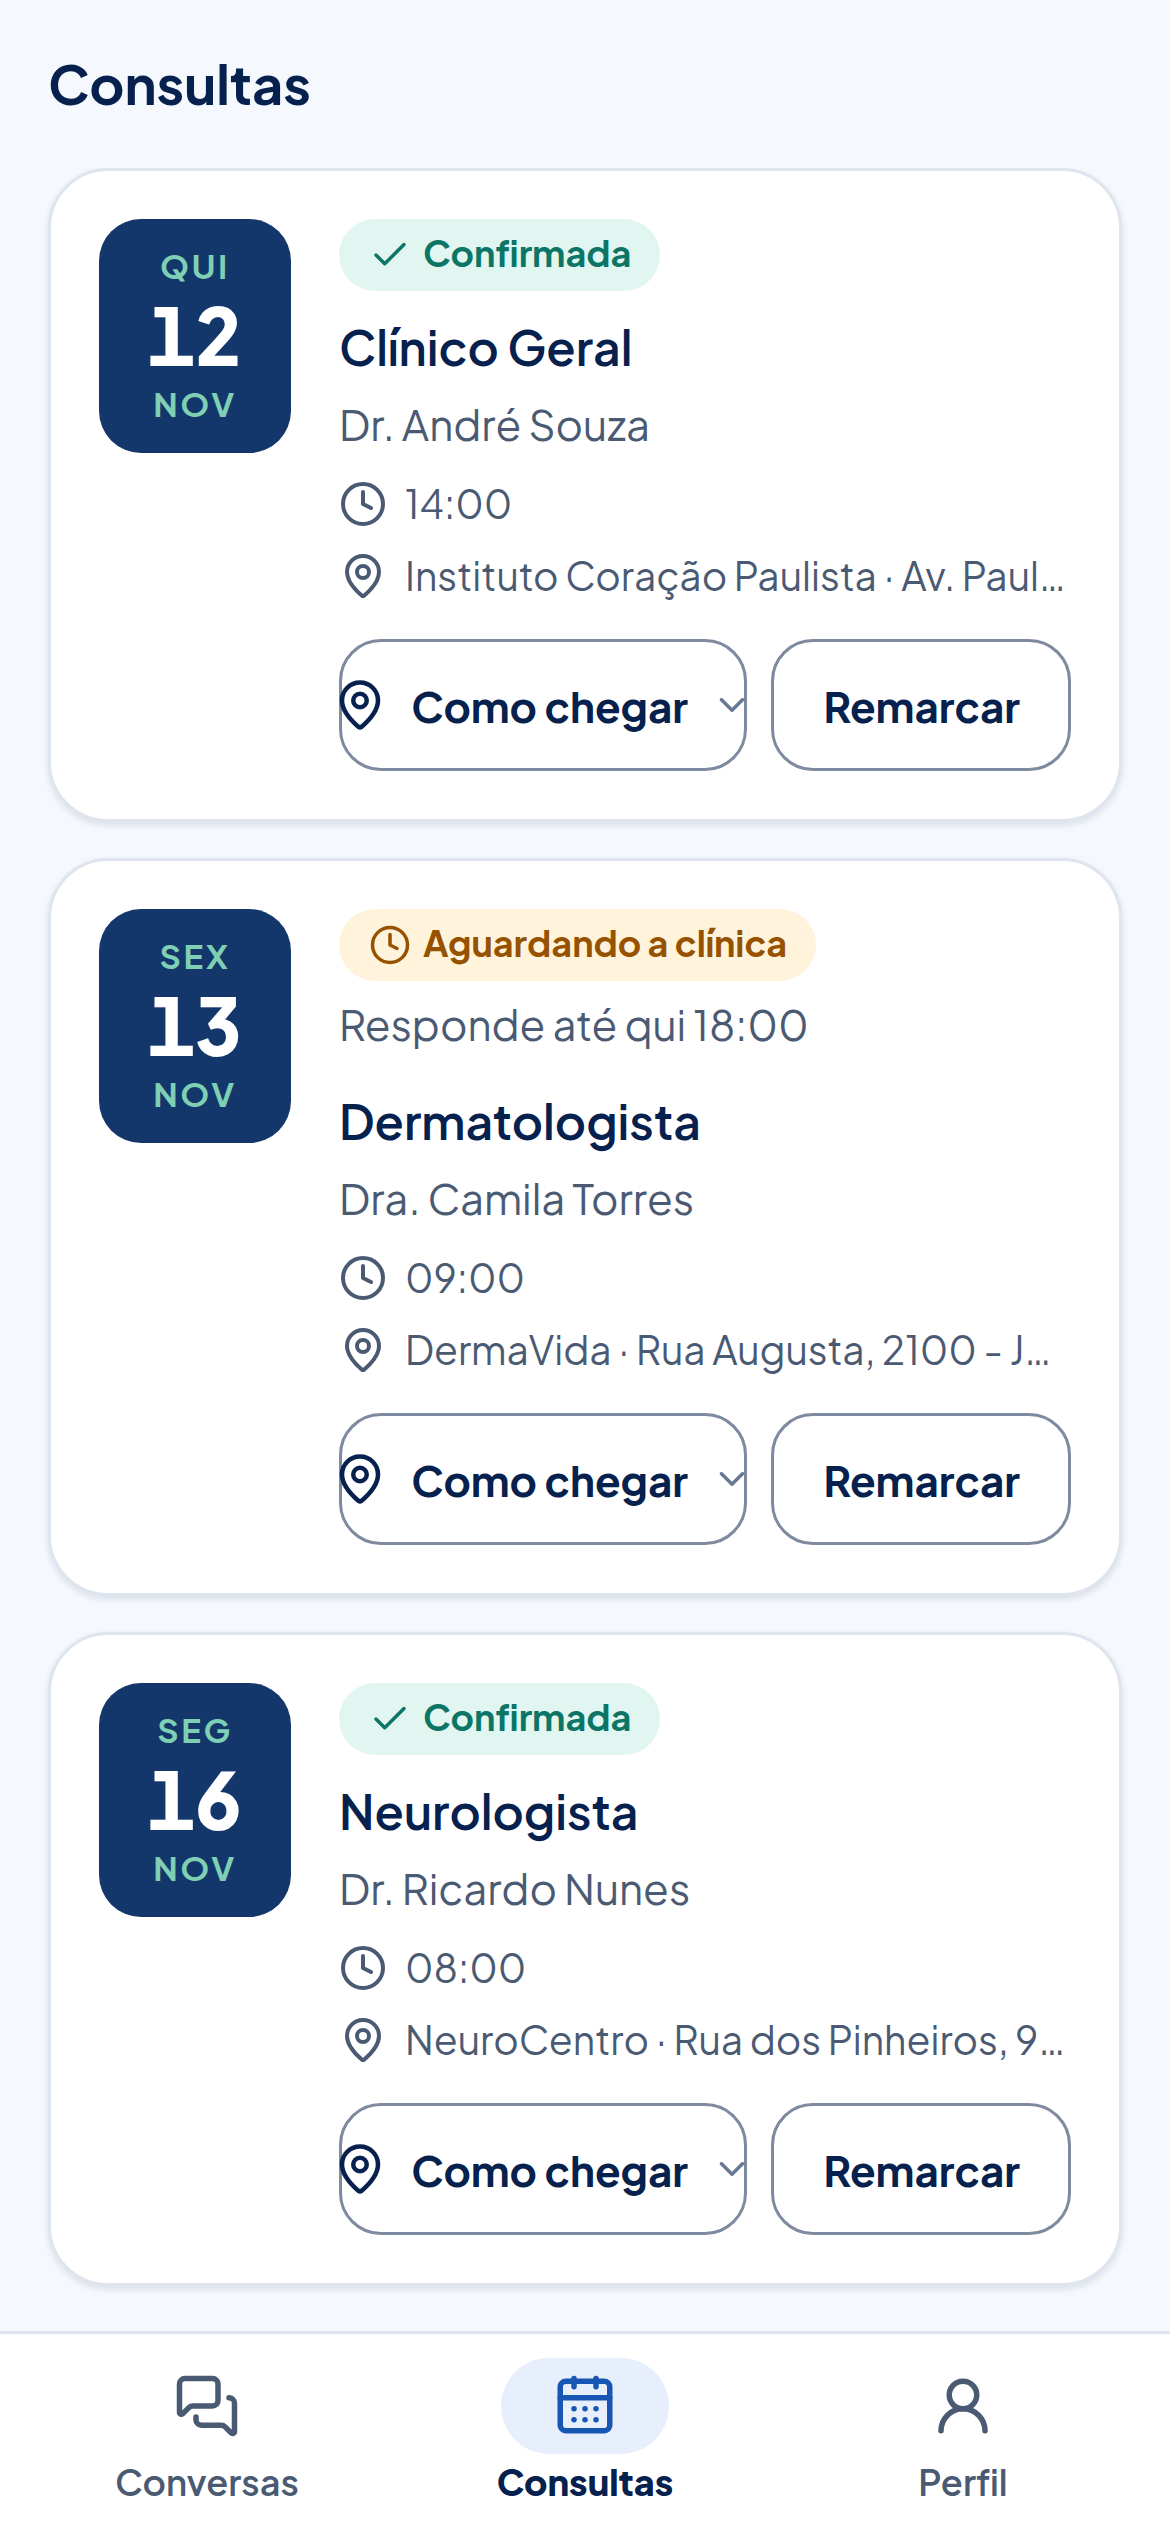 Consultas
QUI
12
NOV
Confirmada
Clínico Geral
Dr. André Souza
14:00
Instituto Coração Paulista · Av. Paul...
Como chegar
Remarcar
SEX
13
NOV
Aguardando a clínica
Responde até qui 18:00
Dermatologista
Dra. Camila Torres
09:00
DermaVida · Rua Augusta, 2100 - J...
Como chegar
Remarcar
SEG
16
NOV
Confirmada
Neurologista
Dr. Ricardo Nunes
08:00
NeuroCentro · Rua dos Pinheiros, 9...
Como chegar
Remarcar
Conversas
Consultas
Perfil